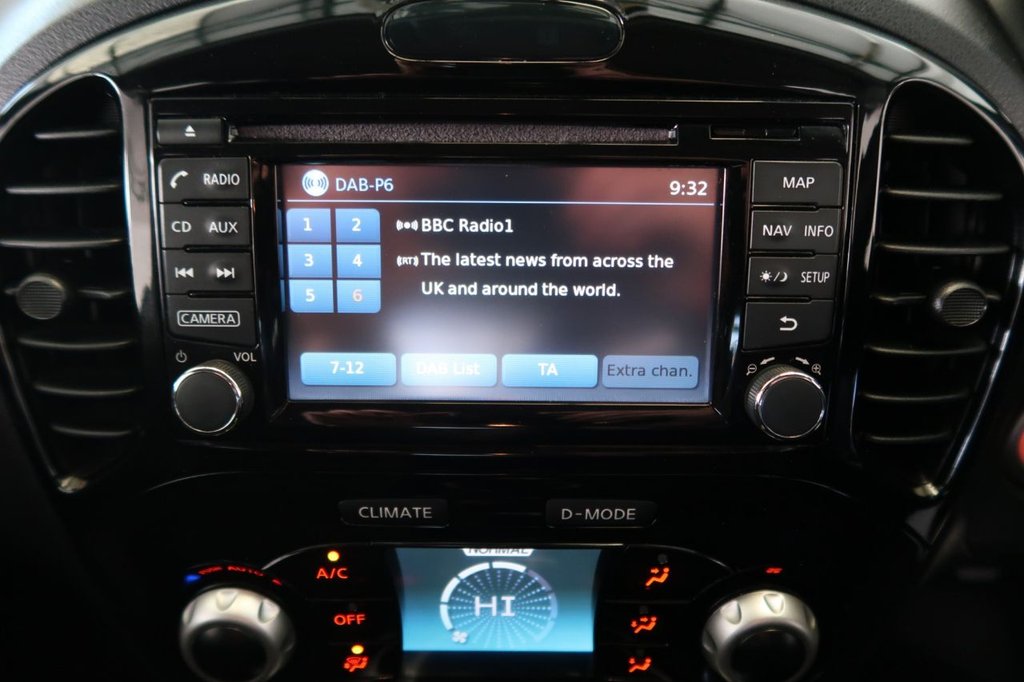 RADIO
CD AUX
CAMERA
VOL
DAB-P6 9:32
1 2
3 4
5 6
BBC Radio1
The latest news from across the
UK and around the world.
7-12 DAB List TA Extra chan.
MAP
NAV INFO
SETUP
CLIMATE D-MODE
NORMAL
A/C
OFF
HI
AUTO